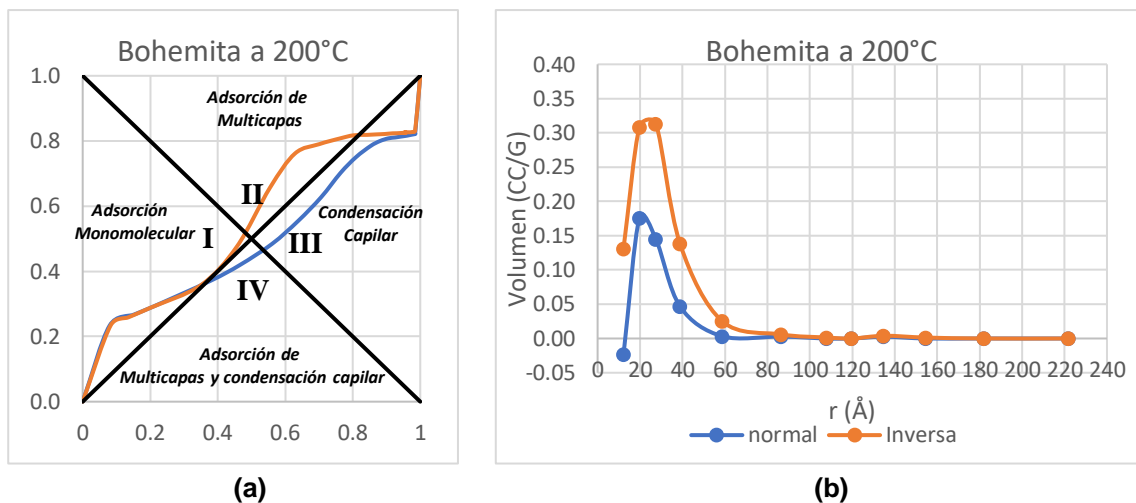 Bohemita a 200°C
1.0
0.8
0.6
0.4
0.2
0.0
0
0.2
0.4
0.6
0.8
1
Adsorción de
Multicapas
II
Adsorción
Monomolecular
I
Condensación
Capilar
III
IV
Adsorción de
Multicapas y condensación capilar
(a)
Bohemita a 200°C
Volumen (CC/G)
0.40
0.35
0.30
0.25
0.20
0.15
0.10
0.05
0.00
-0.05
0 20 40 60 80 100 120 140 160 180 200 220 240
r (Å)
normal
Inversa
(b)